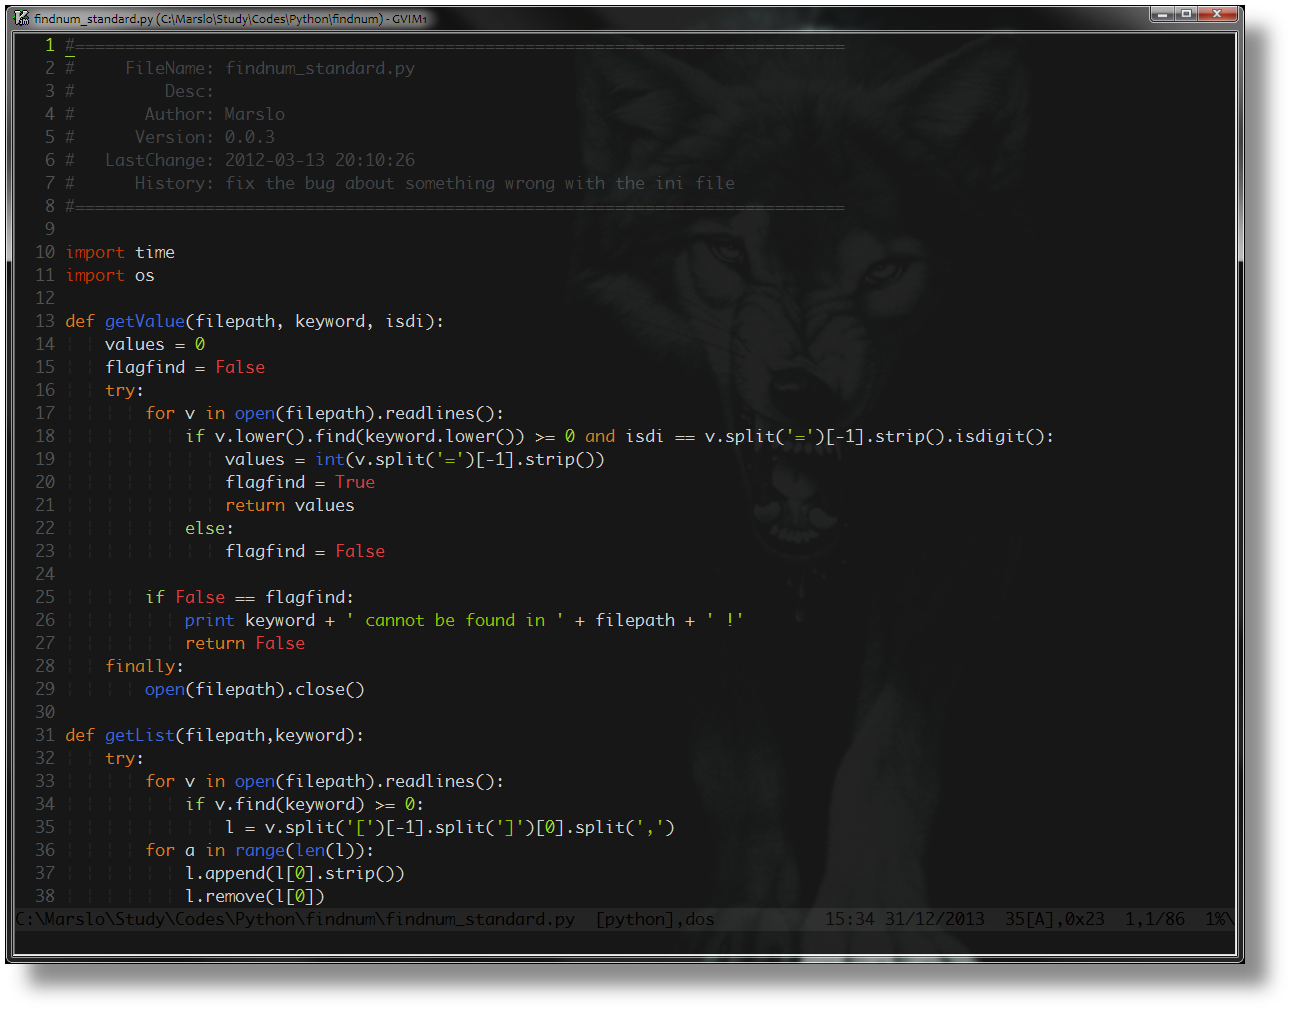 findnum_standard.py (C:\Marslo\Study\Codes\Python\findnum) - GVIM1
1 #=============================================================================
2 #     FileName: findnum_standard.py
3 #         Desc:
4 #       Author: Marslo
5 #      Version: 0.0.3
6 #   LastChange: 2012-03-13 20:10:26
7 #      History: fix the bug about something wrong with the ini file
8 #=============================================================================
9
10 import time
11 import os
12
13 def getValue(filepath, keyword, isdi):
14     values = 0
15     flagfind = False
16     try:
17         for v in open(filepath).readlines():
18             if v.lower().find(keyword.lower()) >= 0 and isdi == v.split('=')[-1].strip().isdigit():
19                 values = int(v.split('=')[-1].strip())
20                 flagfind = True
21                 return values
22             else:
23                 flagfind = False
24
25         if False == flagfind:
26             print keyword + ' cannot be found in ' + filepath + ' !'
27             return False
28     finally:
29         open(filepath).close()
30
31 def getList(filepath,keyword):
32     try:
33         for v in open(filepath).readlines():
34             if v.find(keyword) >= 0:
35                 l = v.split('[')[-1].split(']')[0].split(',')
36         for a in range(len(l)):
37             l.append(l[0].strip())
38             l.remove(l[0])
C:\Marslo\Study\Codes\Python\findnum\findnum_standard.py  [python],dos           15:34 31/12/2013  35[A],0x23  1,1/86  1%\